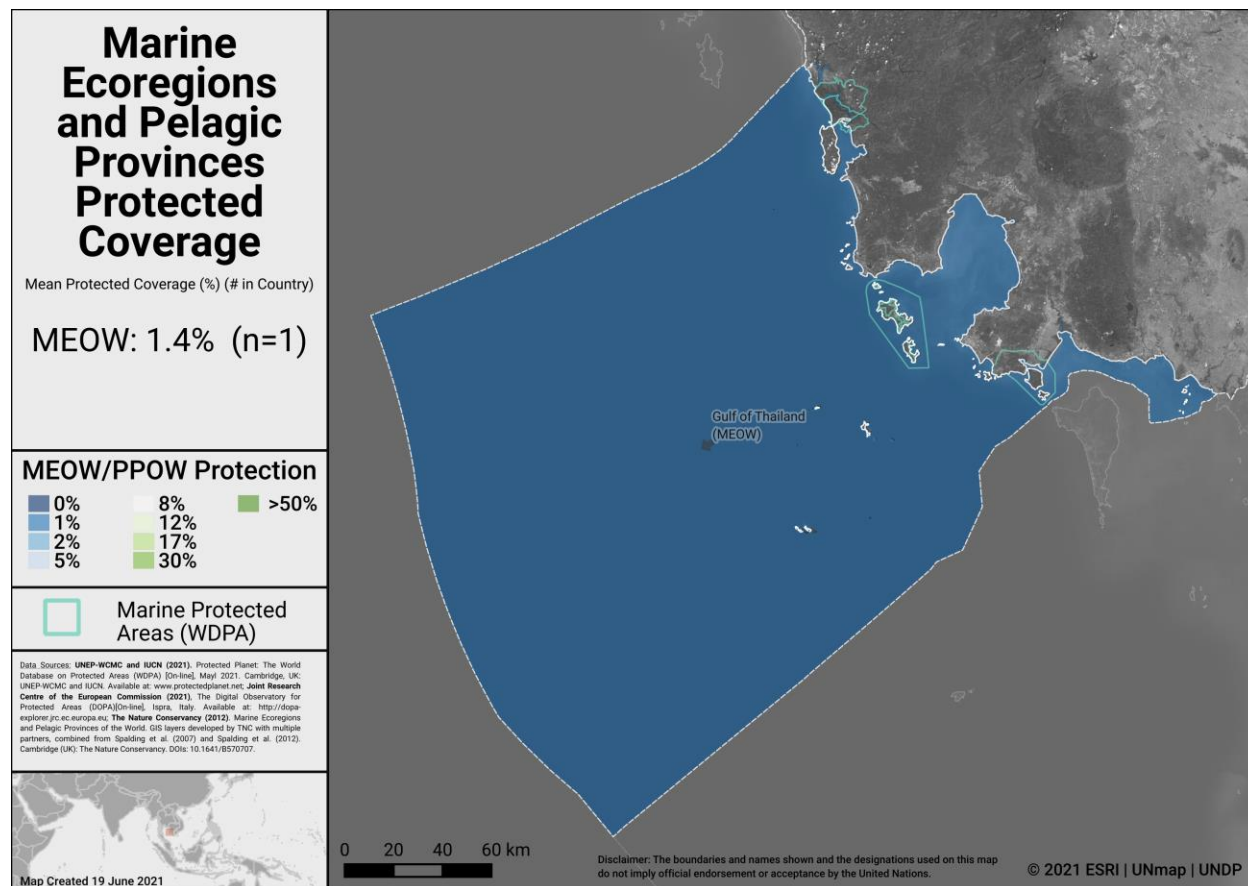 Marine
Ecoregions
and Pelagic
Provinces
Protected
Coverage
Mean Protected Coverage (%) (# in Country)
MEOW: 1.4% (n=1)
MEOW/PPOW Protection
0%
1%
2%
5%
8%
12%
17%
30%
>50%
Marine Protected
Areas (WDPA)
Data Sources: UNEP-WCMC and IUCN (2021). Protected Planet: The World
Database on Protected Areas (WDPA) [On-line], Mayl 2021. Cambridge, UK:
UNEP-WCMC and IUCN. Available at: www.protectedplanet.net; Joint Research
Centre of the European Commission (2021), The Digital Observatory for
Protected Areas (DOPA)[On-line], Ispra, Italy. Available at: http://dopa-
explorer.jrc.ec.europa.eu; The Nature Conservancy (2012). Marine Ecoregions
and Pelagic Provinces of the World. GIS layers developed by TNC with multiple
partners, combined from Spalding et al. (2007) and Spalding et al. (2012).
Cambridge (UK): The Nature Conservancy. DOIs: 10.1641/B570707.
Map Created 19 June 2021
Gulf of Thailand
(MEOW)
0 20 40 60 km
Disclaimer: The boundaries and names shown and the designations used on this map
do not imply official endorsement or acceptance by the United Nations.
© 2021 ESRI | UNmap | UNDP